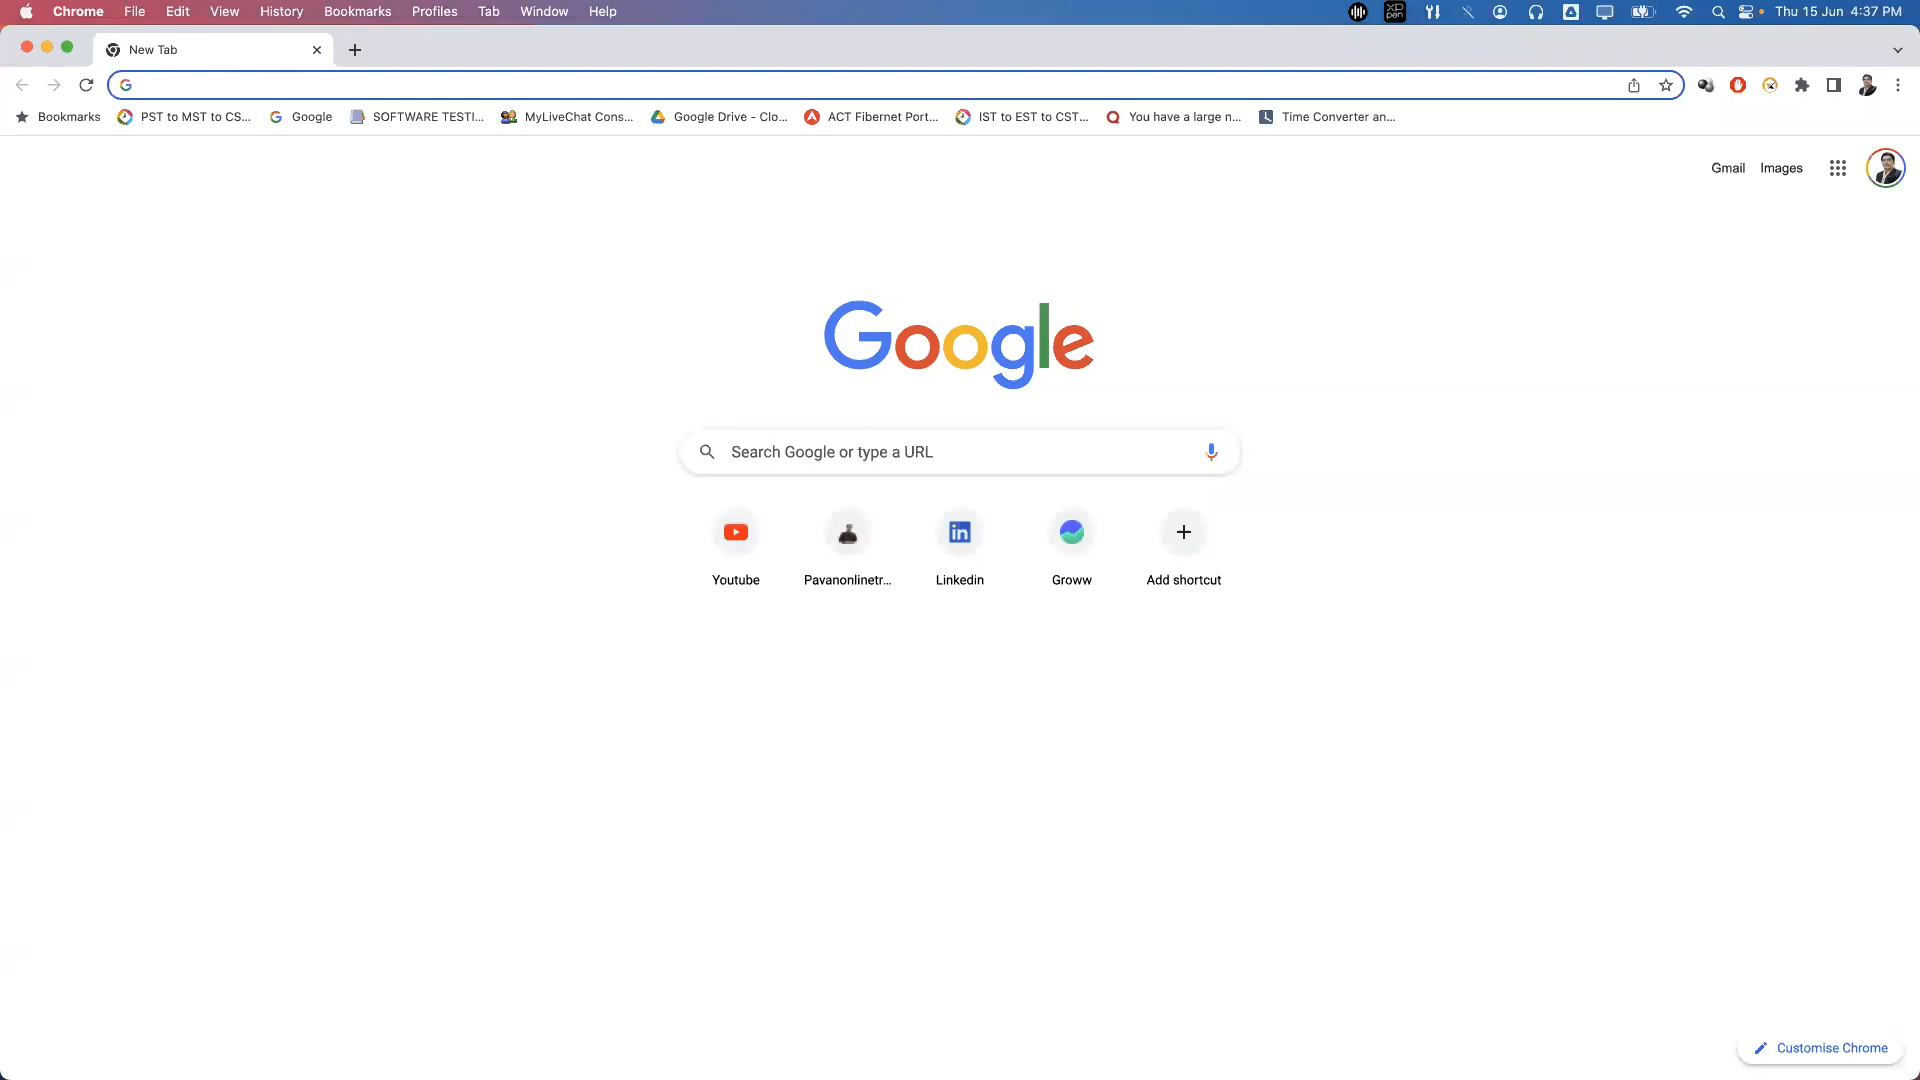 Chrome File Edit View History Bookmarks Profiles Tab Window Help XP pen Thu 15 Jun 4:37 PM
New Tab
Bookmarks PST to MST to CS... Google SOFTWARE TESTI... MyLiveChat Cons... Google Drive - Clo... ACT Fibernet Port... IST to EST to CST... You have a large n... Time Converter an...
Gmail Images
Google
Search Google or type a URL
Youtube Pavanonlinetr... Linkedin Groww Add shortcut
Customise Chrome